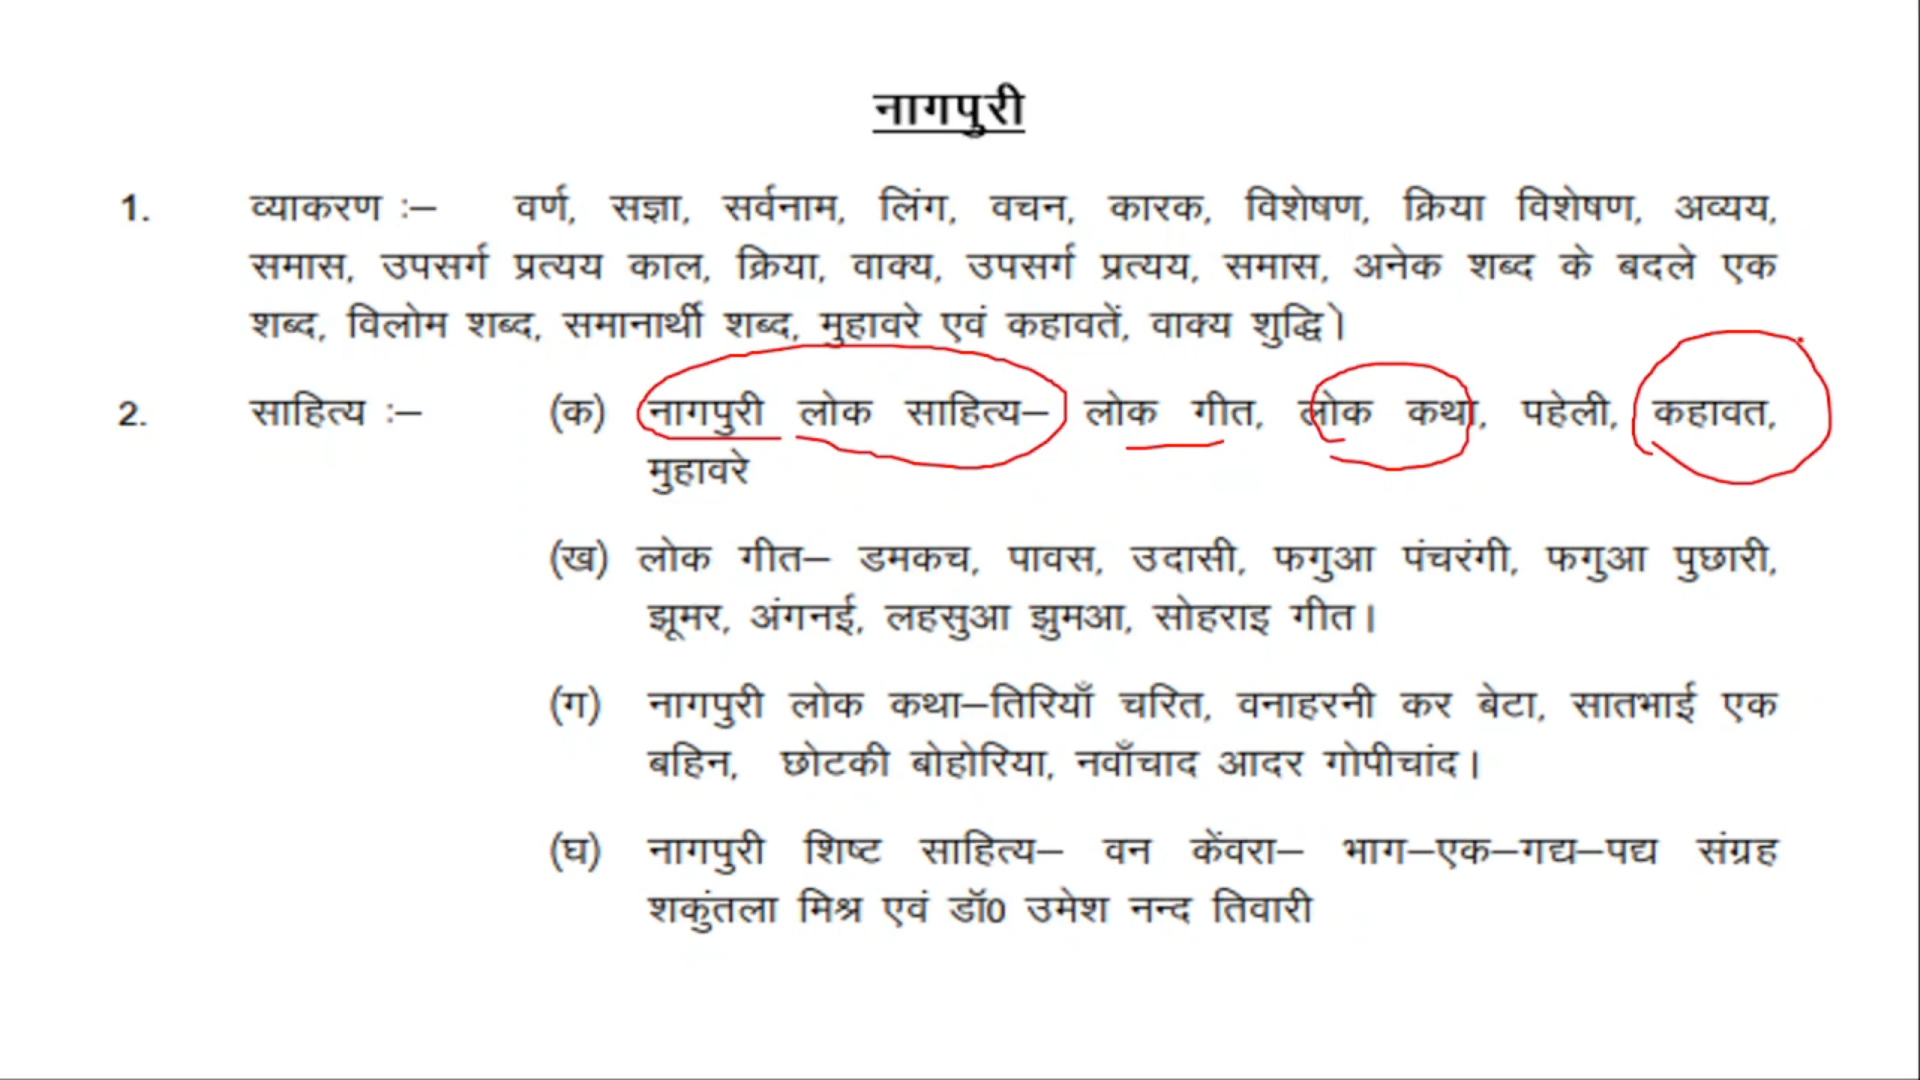 नागपुरी
1. व्याकरण :– वर्ण, सज्ञा, सर्वनाम, लिंग, वचन, कारक, विशेषण, क्रिया विशेषण, अव्यय,
समास, उपसर्ग प्रत्यय काल, क्रिया, वाक्य, उपसर्ग प्रत्यय, समास, अनेक शब्द के बदले एक
शब्द, विलोम शब्द, समानार्थी शब्द, मुहावरे एवं कहावतें, वाक्य शुद्धि।
2. साहित्य :– (क) नागपुरी लोक साहित्य– लोक गीत, लोक कथा, पहेली, कहावत,
मुहावरे
(ख) लोक गीत– डमकच, पावस, उदासी, फगुआ पंचरंगी, फगुआ पुछारी,
झूमर, अंगनई, लहसुआ झुमआ, सोहराइ गीत।
(ग) नागपुरी लोक कथा–तिरियाँ चरित, वनाहरनी कर बेटा, सातभाई एक
बहिन, छोटकी बोहोरिया, नवाँचाद आदर गोपीचांद।
(घ) नागपुरी शिष्ट साहित्य– वन केंवरा– भाग–एक–गद्य–पद्य संग्रह
शकुंतला मिश्र एवं डॉ0 उमेश नन्द तिवारी